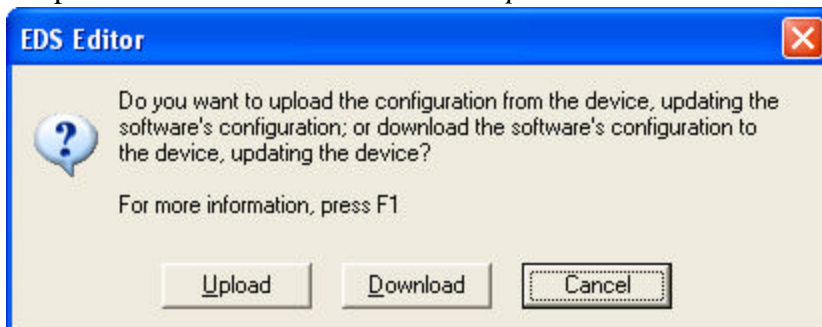 EDS Editor
Do you want to upload the configuration from the device, updating the
software's configuration; or download the software's configuration to
the device, updating the device?
For more information, press F1
Upload Download Cancel